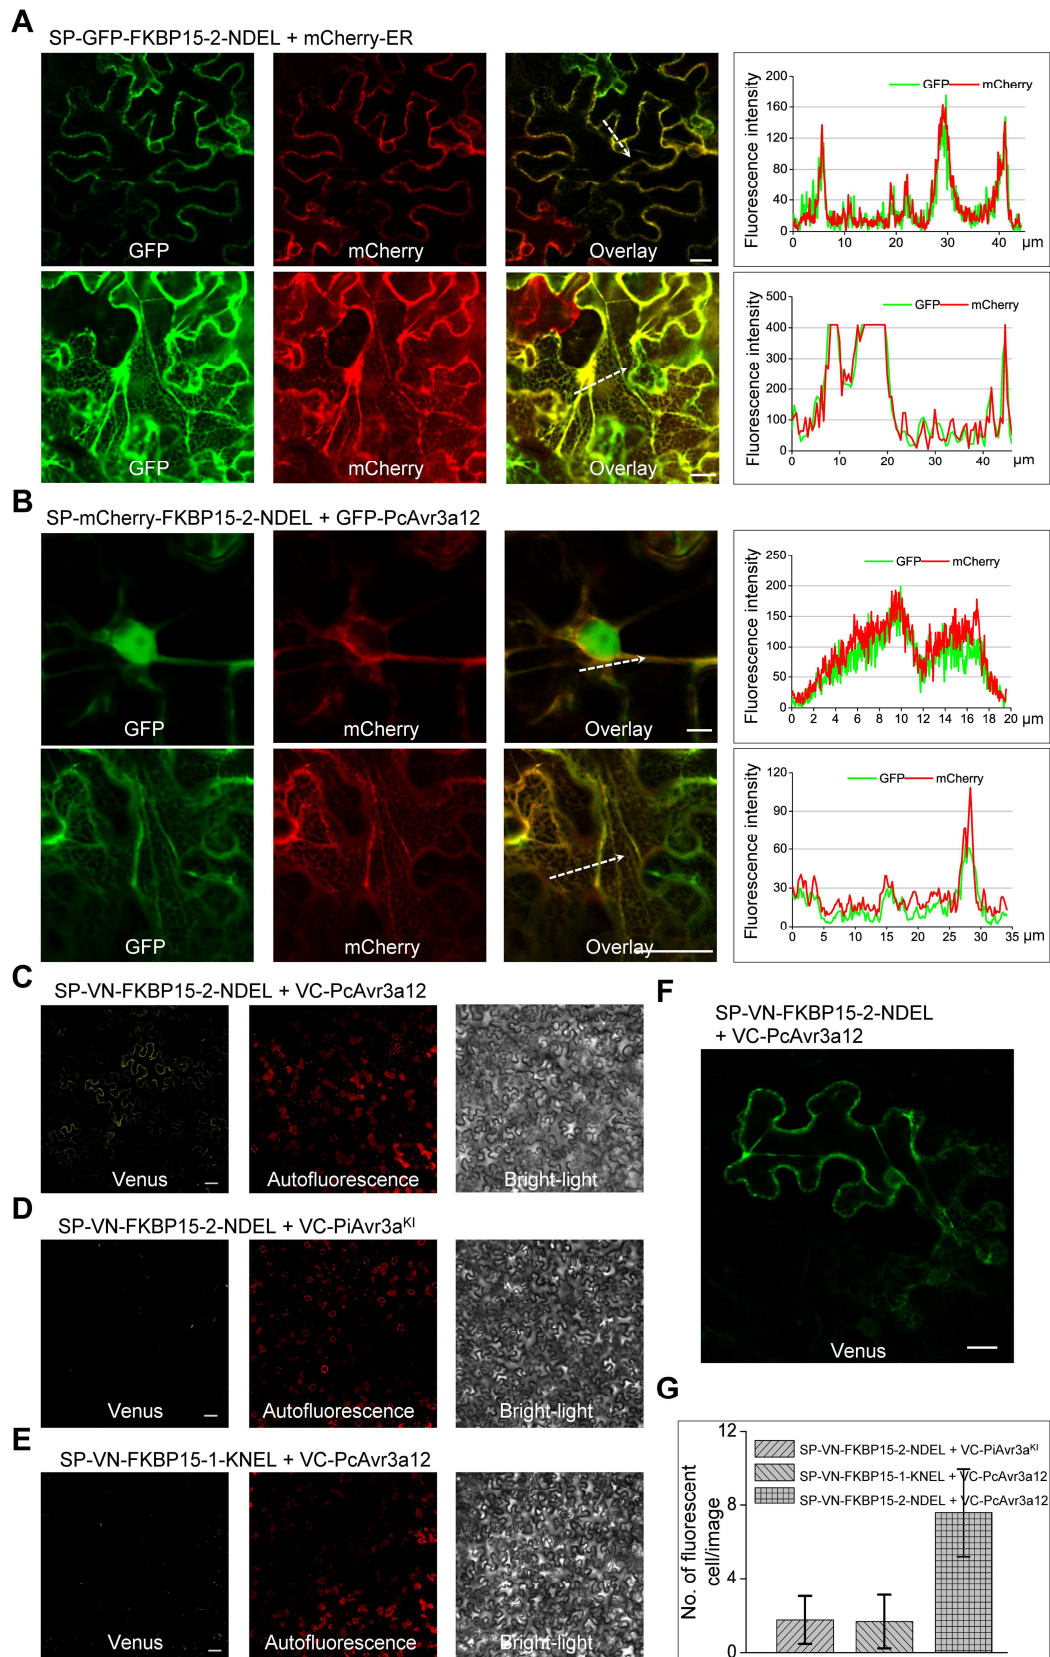 A
SP-GFP-FKBP15-2-NDEL + mCherry-ER
GFP
mCherry
Overlay
Fluorescence intensity
GFP
mCherry
200
160
120
80
40
0
0 10 20 30 40 µm
GFP
mCherry
Overlay
Fluorescence intensity
GFP
mCherry
500
400
300
200
100
0
0 10 20 30 40 µm
B
SP-mCherry-FKBP15-2-NDEL + GFP-PcAvr3a12
GFP
mCherry
Overlay
Fluorescence intensity
GFP
mCherry
250
200
150
100
50
0
0 2 4 6 8 10 12 14 16 18 20 µm
GFP
mCherry
Overlay
Fluorescence intensity
GFP
mCherry
120
90
60
30
0
0 5 10 15 20 25 30 35 µm
C
SP-VN-FKBP15-2-NDEL + VC-PcAvr3a12
Venus
Autofluorescence
Bright-light
D
SP-VN-FKBP15-2-NDEL + VC-PiAvr3aᴷᴵ
Venus
Autofluorescence
Bright-light
E
SP-VN-FKBP15-1-KNEL + VC-PcAvr3a12
Venus
Autofluorescence
Bright-light
F
SP-VN-FKBP15-2-NDEL
+ VC-PcAvr3a12
Venus
G
No. of fluorescent
cell/image
12
8
4
0
SP-VN-FKBP15-2-NDEL + VC-PiAvr3aᴷᴵ
SP-VN-FKBP15-1-KNEL + VC-PcAvr3a12
SP-VN-FKBP15-2-NDEL + VC-PcAvr3a12